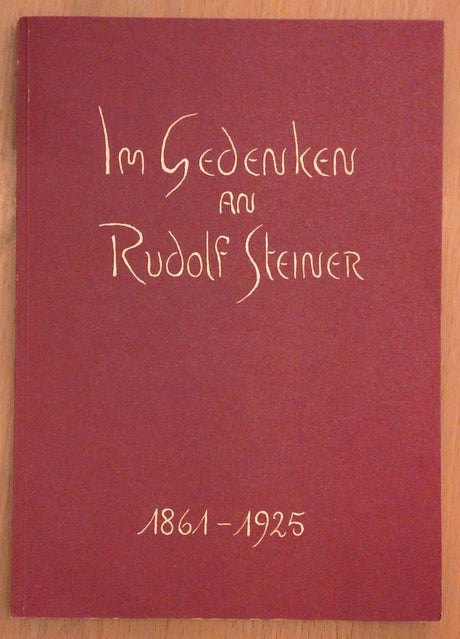 Im Gedenken
an
Rudolf Steiner
1861-1925